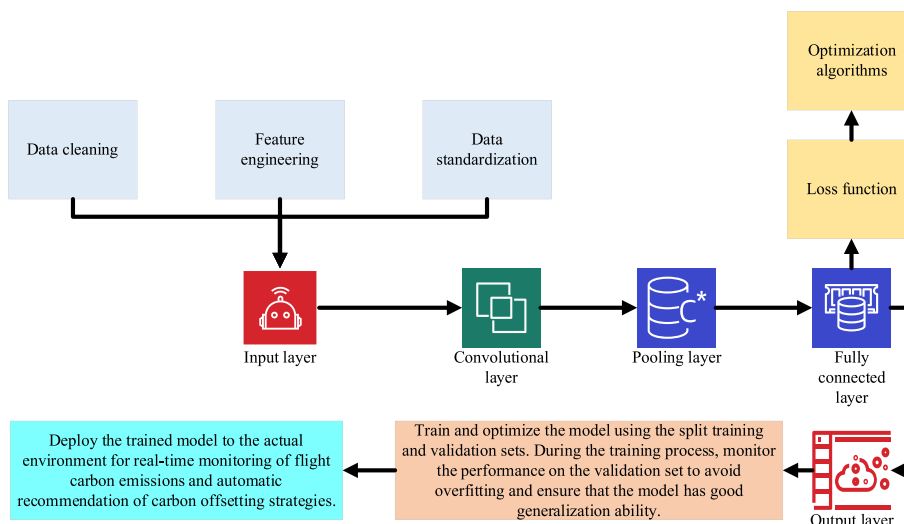 Optimization
algorithms
Data cleaning
Feature
engineering
Data
standardization
Loss function
C*
Input layer
Convolutional
layer
Pooling layer
Fully
connected
layer
Deploy the trained model to the actual
environment for real-time monitoring of flight
carbon emissions and automatic
recommendation of carbon offsetting strategies.
Train and optimize the model using the split training
and validation sets. During the training process, monitor
the performance on the validation set to avoid
overfitting and ensure that the model has good
generalization ability.
Output layer